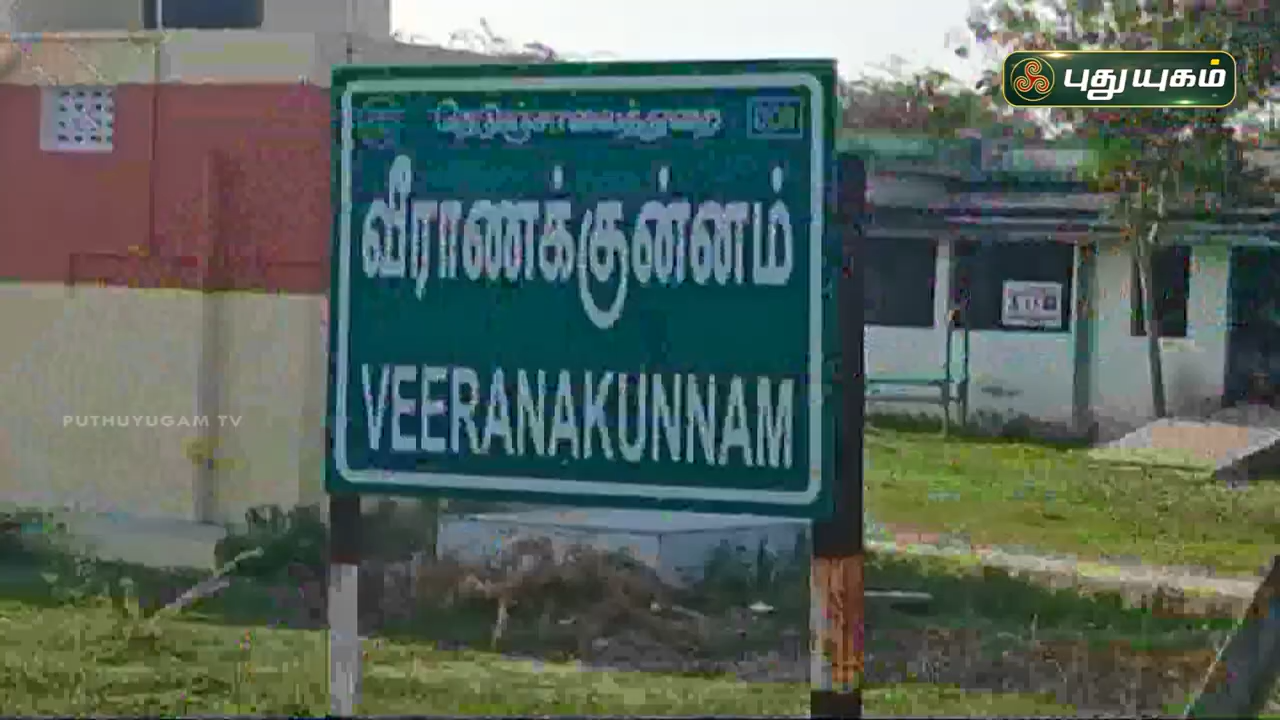 புதுயுகம்
நெடுஞ்சாலைத்துறை
வீராணக்குன்னம்
VEERANAKUNNAM
PUTHUYUGAM TV